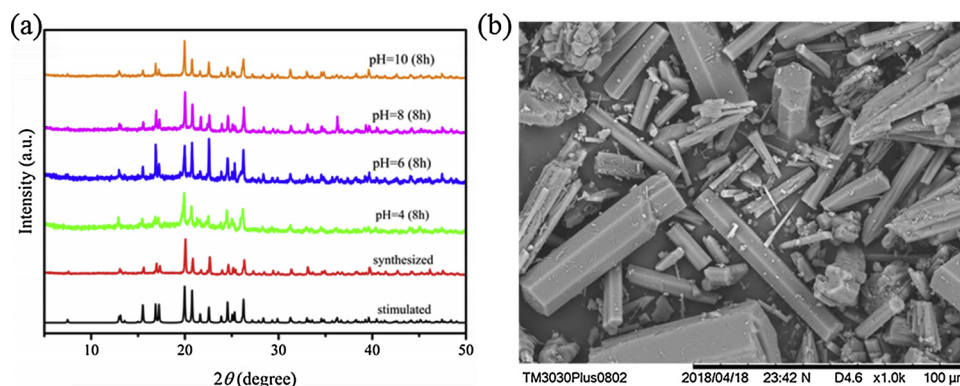 (a)
Intensity (a.u.)
pH=10 (8h)
pH=8 (8h)
pH=6 (8h)
pH=4 (8h)
synthesized
stimulated
10 20 30 40 50
2θ (degree)
(b)
TM3030Plus0802 2018/04/18 23:42 N D4.6 x1.0k 100 µm